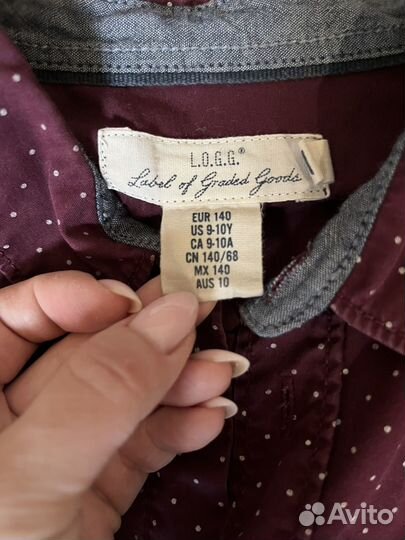 L.O.G.G.®
Label of Graded Goods
EUR 140
US 9-10Y
CA 9-10A
CN 140/68
MX 140
AUS 10
Avito